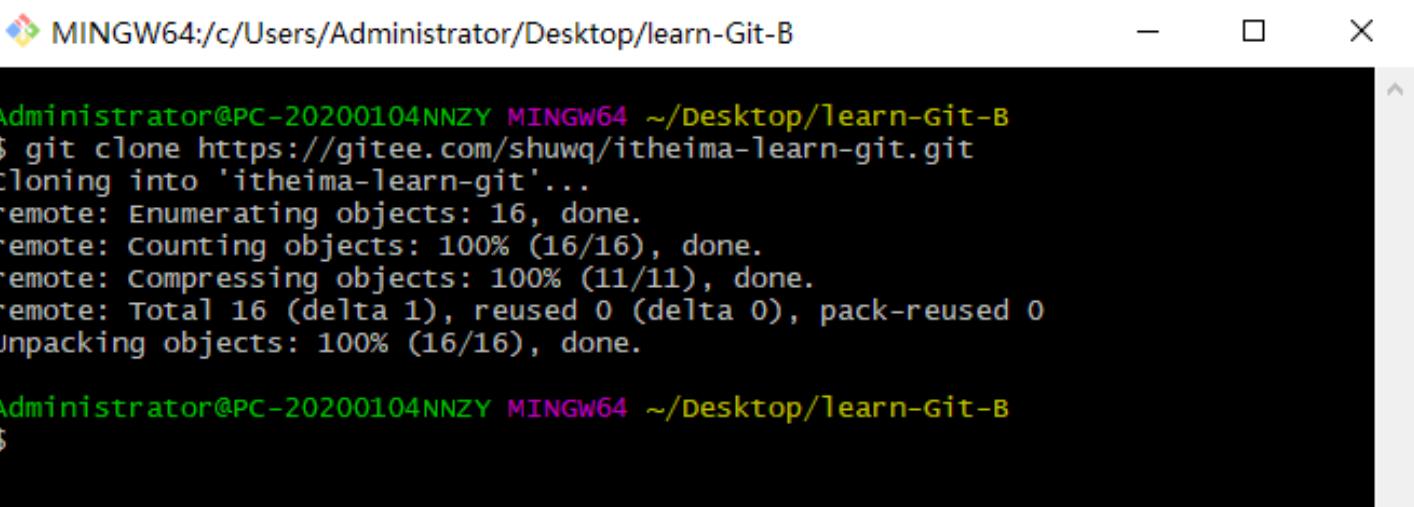 MINGW64:/c/Users/Administrator/Desktop/learn-Git-B
Administrator@PC-20200104NNZY MINGW64 ~/Desktop/learn-Git-B
$ git clone https://gitee.com/shuwq/itheima-learn-git.git
Cloning into 'itheima-learn-git'...
remote: Enumerating objects: 16, done.
remote: Counting objects: 100% (16/16), done.
remote: Compressing objects: 100% (11/11), done.
remote: Total 16 (delta 1), reused 0 (delta 0), pack-reused 0
Unpacking objects: 100% (16/16), done.
Administrator@PC-20200104NNZY MINGW64 ~/Desktop/learn-Git-B
$